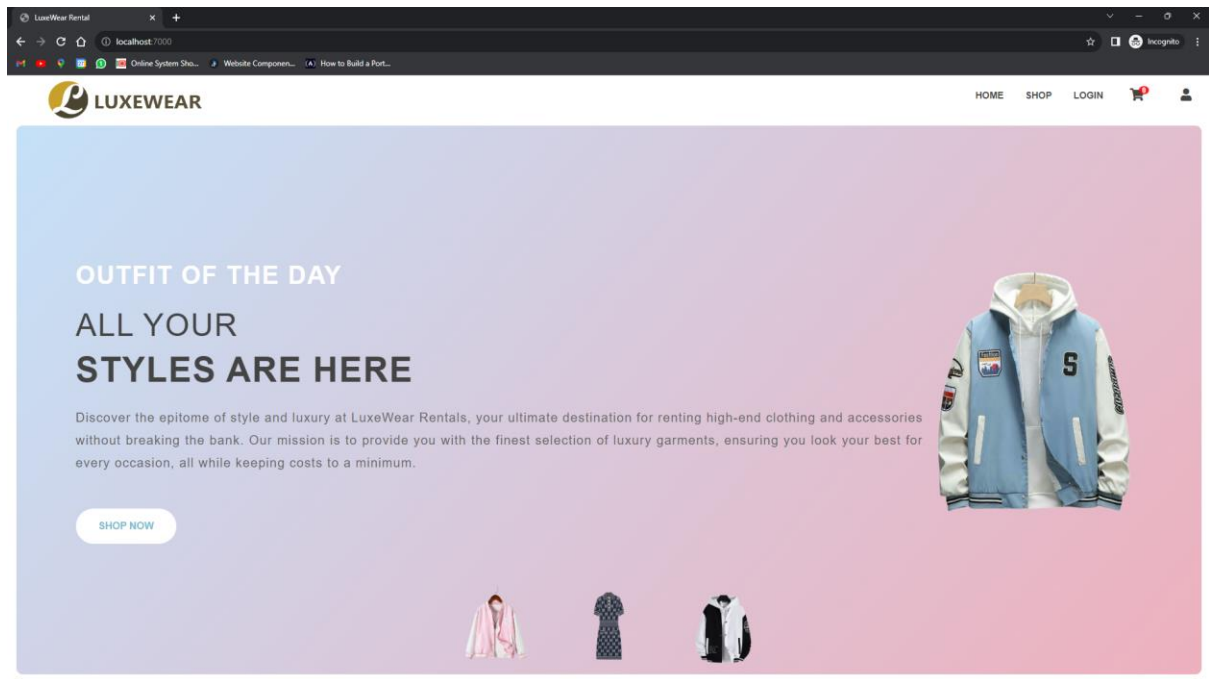 LuxeWear Rental
localhost:7000
Incognito
Online System Sho...
Website Componen...
How to Build a Port...
LUXEWEAR
HOME SHOP LOGIN
0
OUTFIT OF THE DAY
ALL YOUR
STYLES ARE HERE
Discover the epitome of style and luxury at LuxeWear Rentals, your ultimate destination for renting high-end clothing and accessories
without breaking the bank. Our mission is to provide you with the finest selection of luxury garments, ensuring you look your best for
every occasion, all while keeping costs to a minimum.
SHOP NOW
S